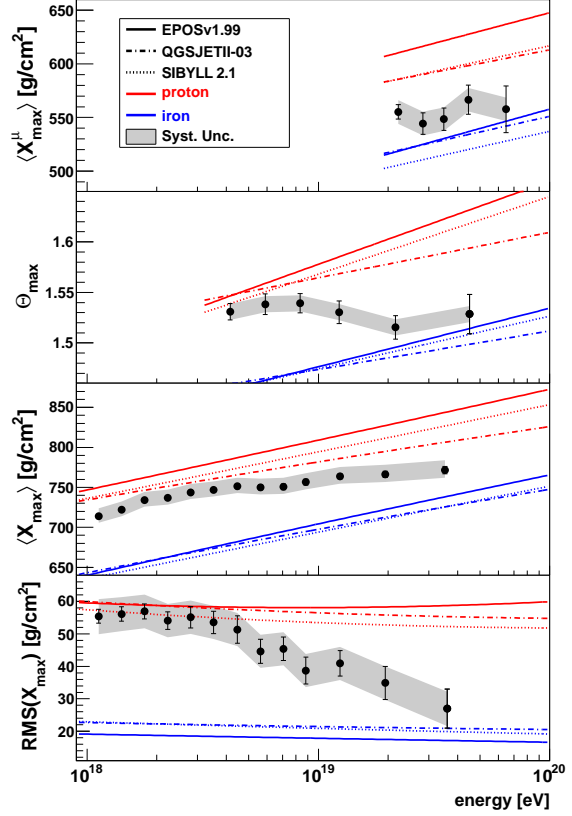 650
600
550
500
⟨X^μ_max⟩ [g/cm²]
EPOSv1.99
QGSJETII-03
SIBYLL 2.1
proton
iron
Syst. Unc.
1.6
1.53
1.5
Θ_max
850
800
750
700
650
⟨X_max⟩ [g/cm²]
60
50
40
30
20
RMS(X_max) [g/cm²]
10^18
10^19
10^20
energy [eV]